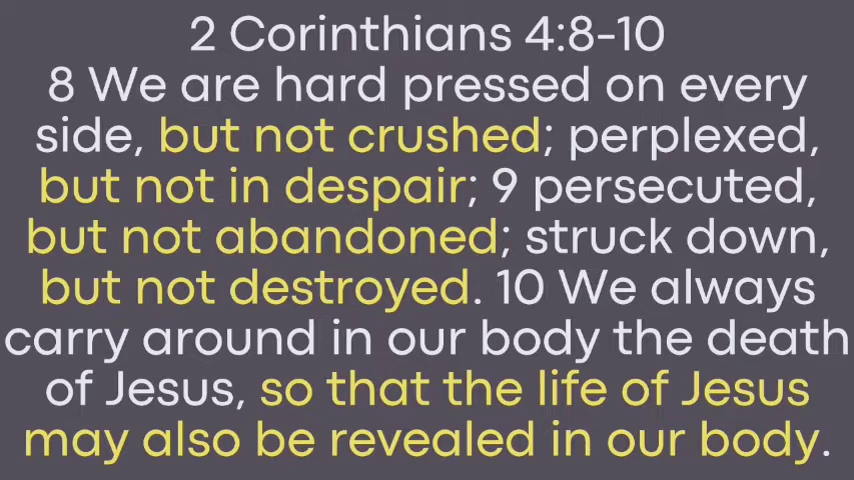 2 Corinthians 4:8-10
8 We are hard pressed on every
side, but not crushed; perplexed,
but not in despair; 9 persecuted,
but not abandoned; struck down,
but not destroyed. 10 We always
carry around in our body the death
of Jesus, so that the life of Jesus
may also be revealed in our body.